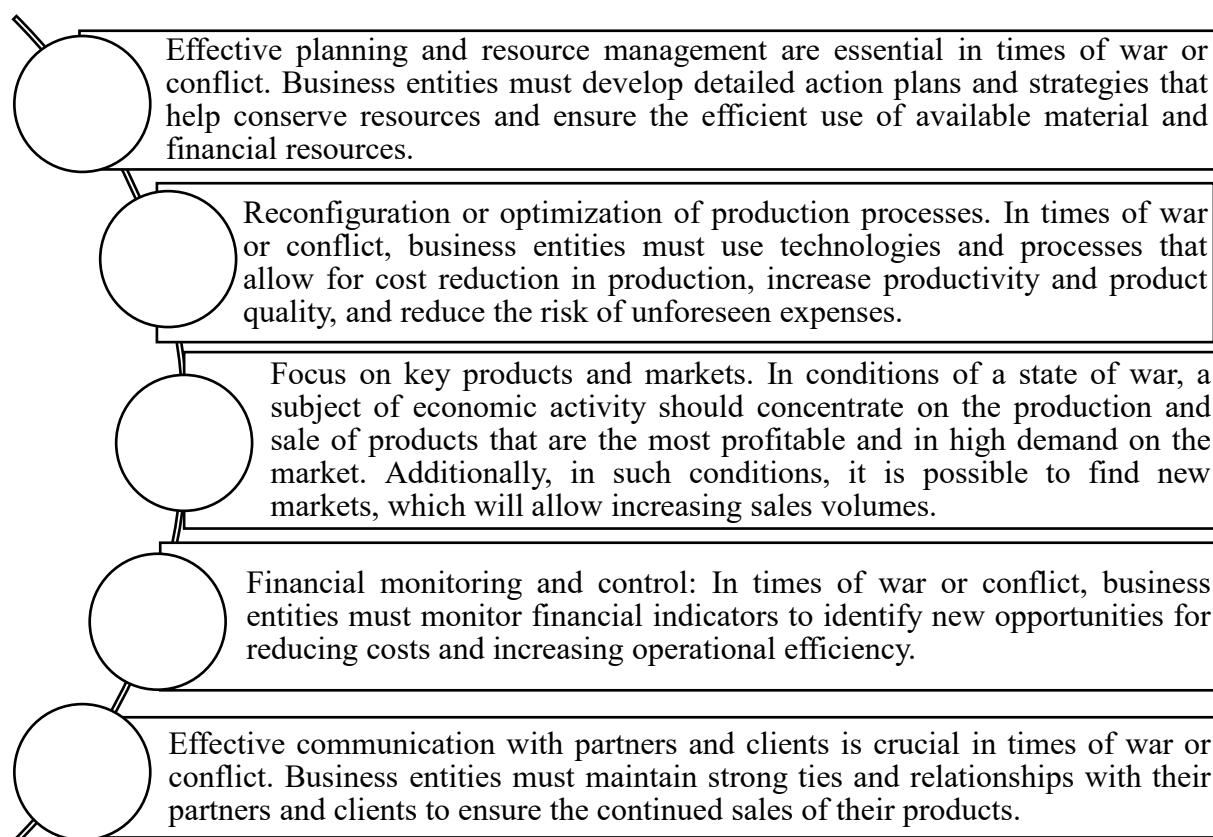 Effective planning and resource management are essential in times of war or
conflict. Business entities must develop detailed action plans and strategies that
help conserve resources and ensure the efficient use of available material and
financial resources.
Reconfiguration or optimization of production processes. In times of war
or conflict, business entities must use technologies and processes that
allow for cost reduction in production, increase productivity and product
quality, and reduce the risk of unforeseen expenses.
Focus on key products and markets. In conditions of a state of war, a
subject of economic activity should concentrate on the production and
sale of products that are the most profitable and in high demand on the
market. Additionally, in such conditions, it is possible to find new
markets, which will allow increasing sales volumes.
Financial monitoring and control: In times of war or conflict, business
entities must monitor financial indicators to identify new opportunities for
reducing costs and increasing operational efficiency.
Effective communication with partners and clients is crucial in times of war or
conflict. Business entities must maintain strong ties and relationships with their
partners and clients to ensure the continued sales of their products.